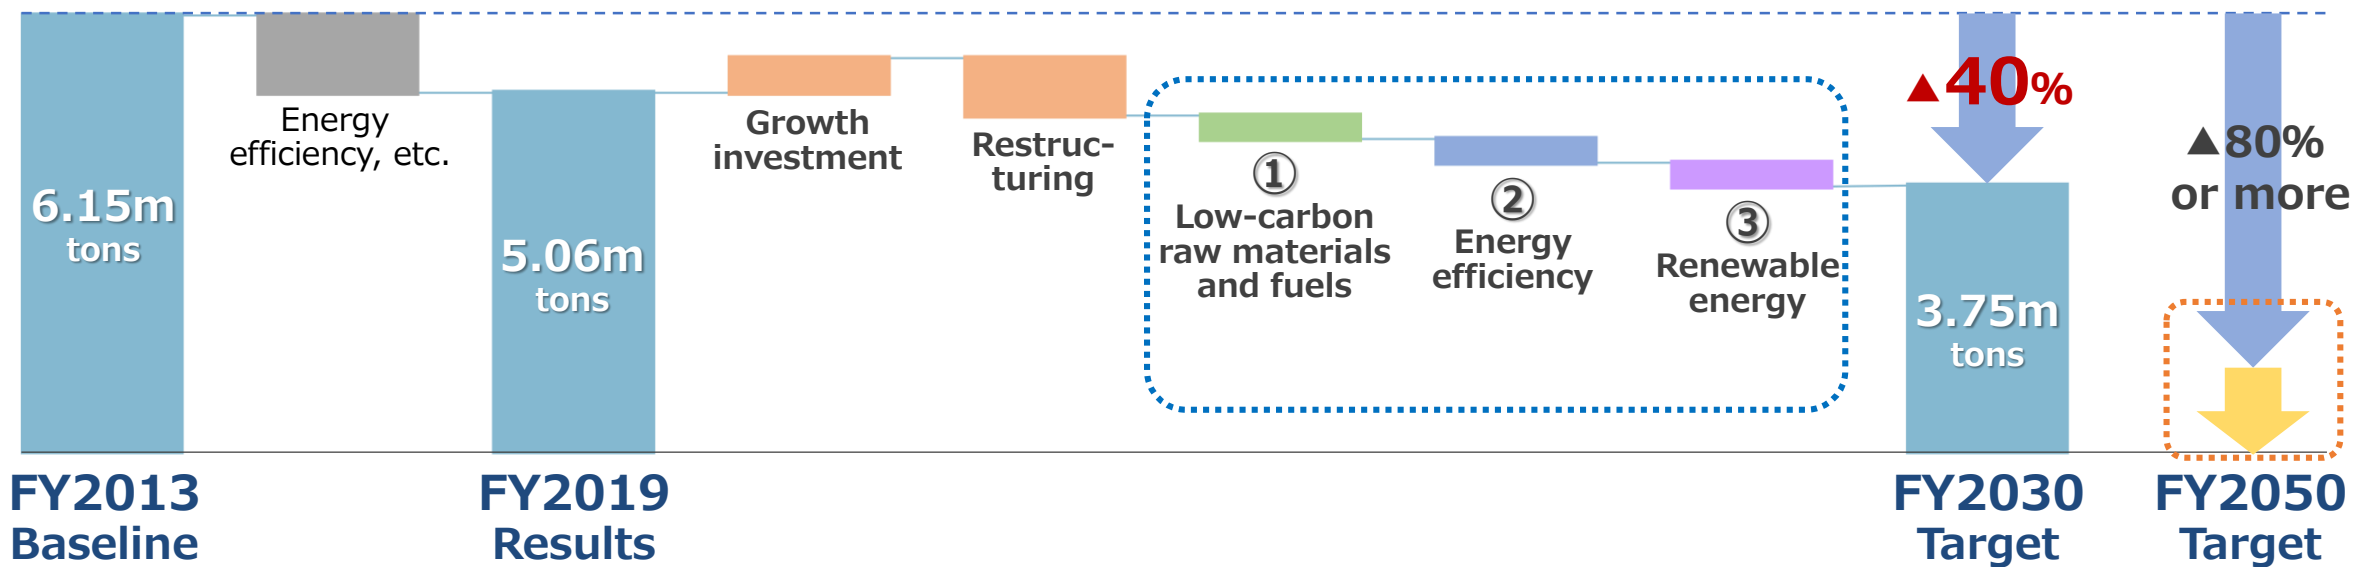 6.15m
tons
Energy
efficiency, etc.
5.06m
tons
Growth
investment
Restruc-
turing
①
Low-carbon
raw materials
and fuels
②
Energy
efficiency
③
Renewable
energy
▲40%
3.75m
tons
▲80%
or more
FY2013
Baseline
FY2019
Results
FY2030
Target
FY2050
Target